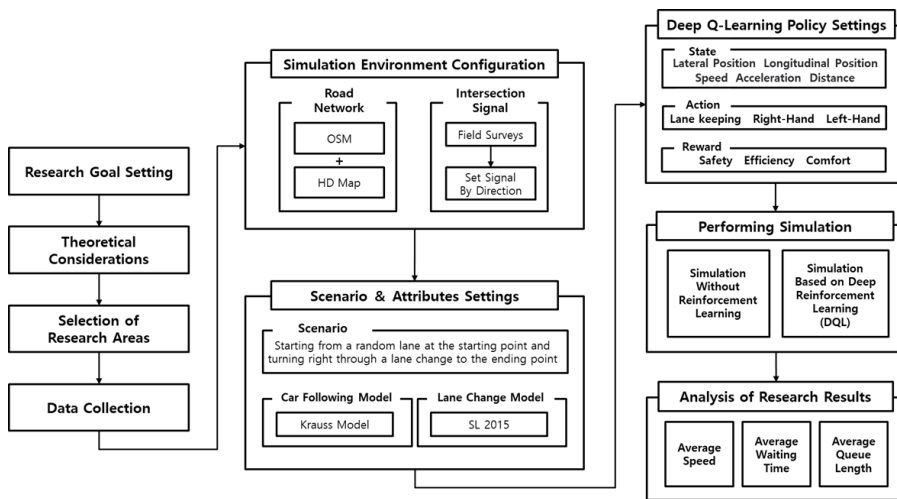 Research Goal Setting
Theoretical
Considerations
Selection of
Research Areas
Data Collection
Simulation Environment Configuration
Road
Network
OSM
+
HD Map
Intersection
Signal
Field Surveys
Set Signal
By Direction
Scenario & Attributes Settings
Scenario
Starting from a random lane at the starting point and
turning right through a lane change to the ending point
Car Following Model
Krauss Model
Lane Change Model
SL 2015
Deep Q-Learning Policy Settings
State
Lateral Position Longitudinal Position
Speed Acceleration Distance
Action
Lane keeping Right-Hand Left-Hand
Reward
Safety Efficiency Comfort
Performing Simulation
Simulation
Without
Reinforcement
Learning
Simulation
Based on Deep
Reinforcement
Learning
(DQL)
Analysis of Research Results
Average
Speed
Average
Waiting
Time
Average
Queue
Length